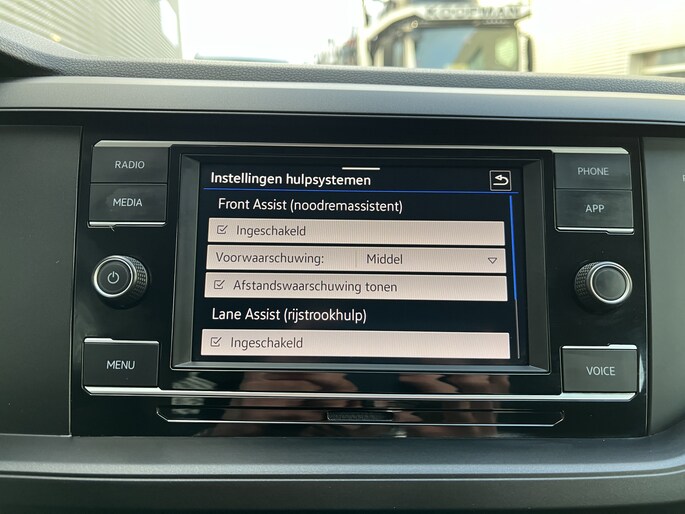 KOOPMAN
RADIO
MEDIA
MENU
Instellingen hulpsystemen
Front Assist (noodremassistent)
Ingeschakeld
Voorwaarschuwing: Middel
Afstandswaarschuwing tonen
Lane Assist (rijstrookhulp)
Ingeschakeld
PHONE
APP
VOICE